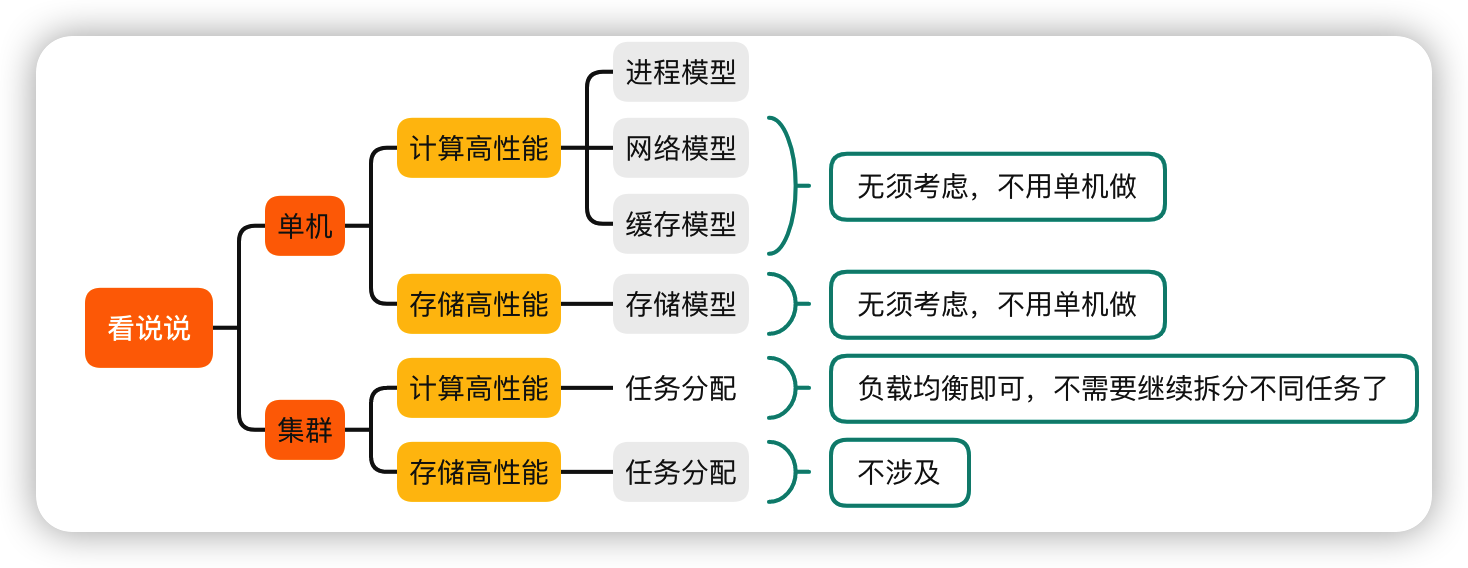 看说说
单机
计算高性能
进程模型
网络模型
缓存模型
无须考虑，不用单机做
存储高性能
存储模型
无须考虑，不用单机做
集群
计算高性能
任务分配
负载均衡即可，不需要继续拆分不同任务了
存储高性能
任务分配
不涉及